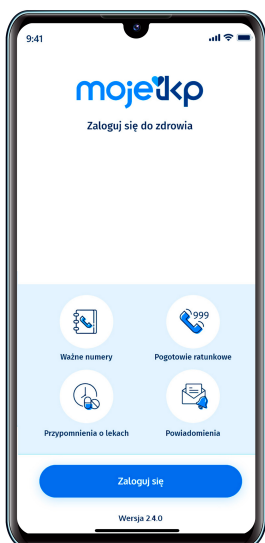 9:41
mojeikp
Zaloguj się do zdrowia
999
Ważne numery
Pogotowie ratunkowe
Przypomnienia o lekach
Powiadomienia
Zaloguj się
Wersja 2.4.0